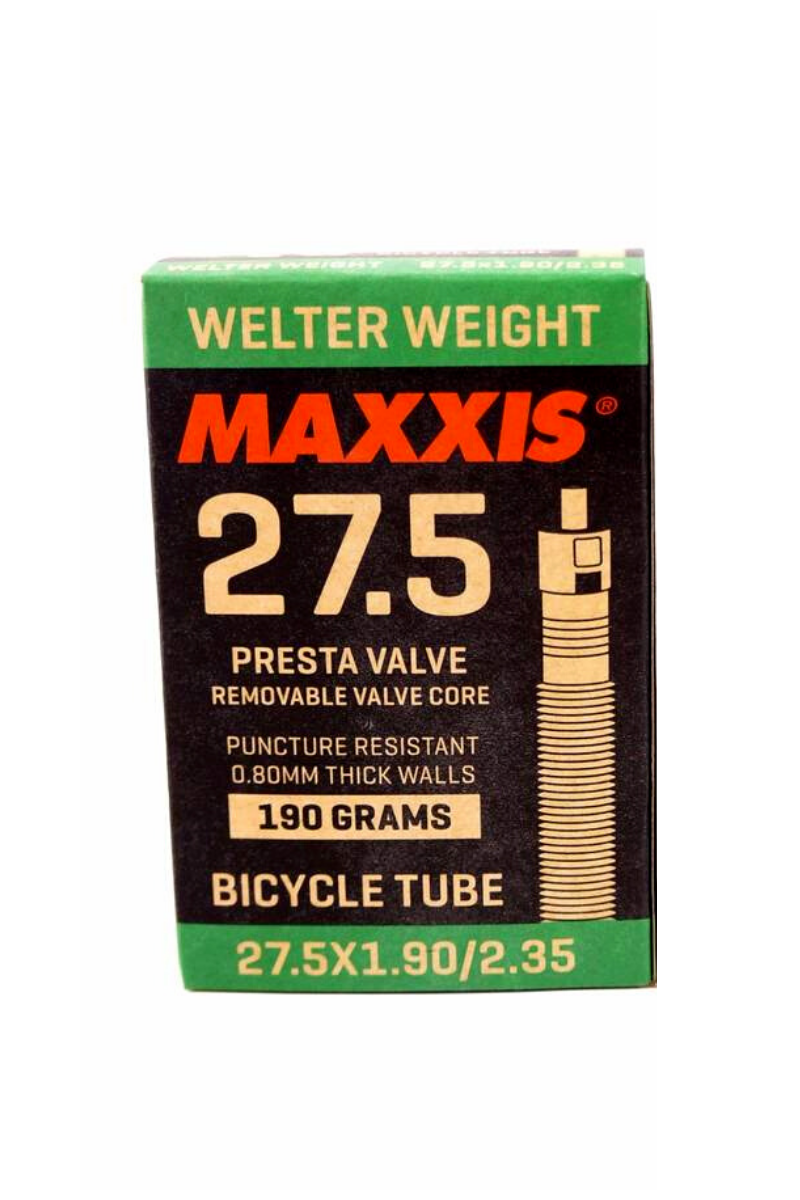 WELTER WEIGHT 27.5x1.90/2.35
WELTER WEIGHT
MAXXIS®
27.5
PRESTA VALVE
REMOVABLE VALVE CORE
PUNCTURE RESISTANT
0.80MM THICK WALLS
190 GRAMS
BICYCLE TUBE
27.5X1.90/2.35